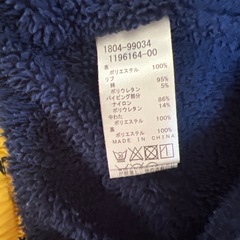 1804-99034
1196164-00
表
ポリエステル 100%
リブ 95%
綿 5%
ポリウレタン
パイピング部分
ナイロン 86%
ポリウレタン 14%
中わた
ポリエステル 100%
ポリエステル 100%
MADE IN CHINA